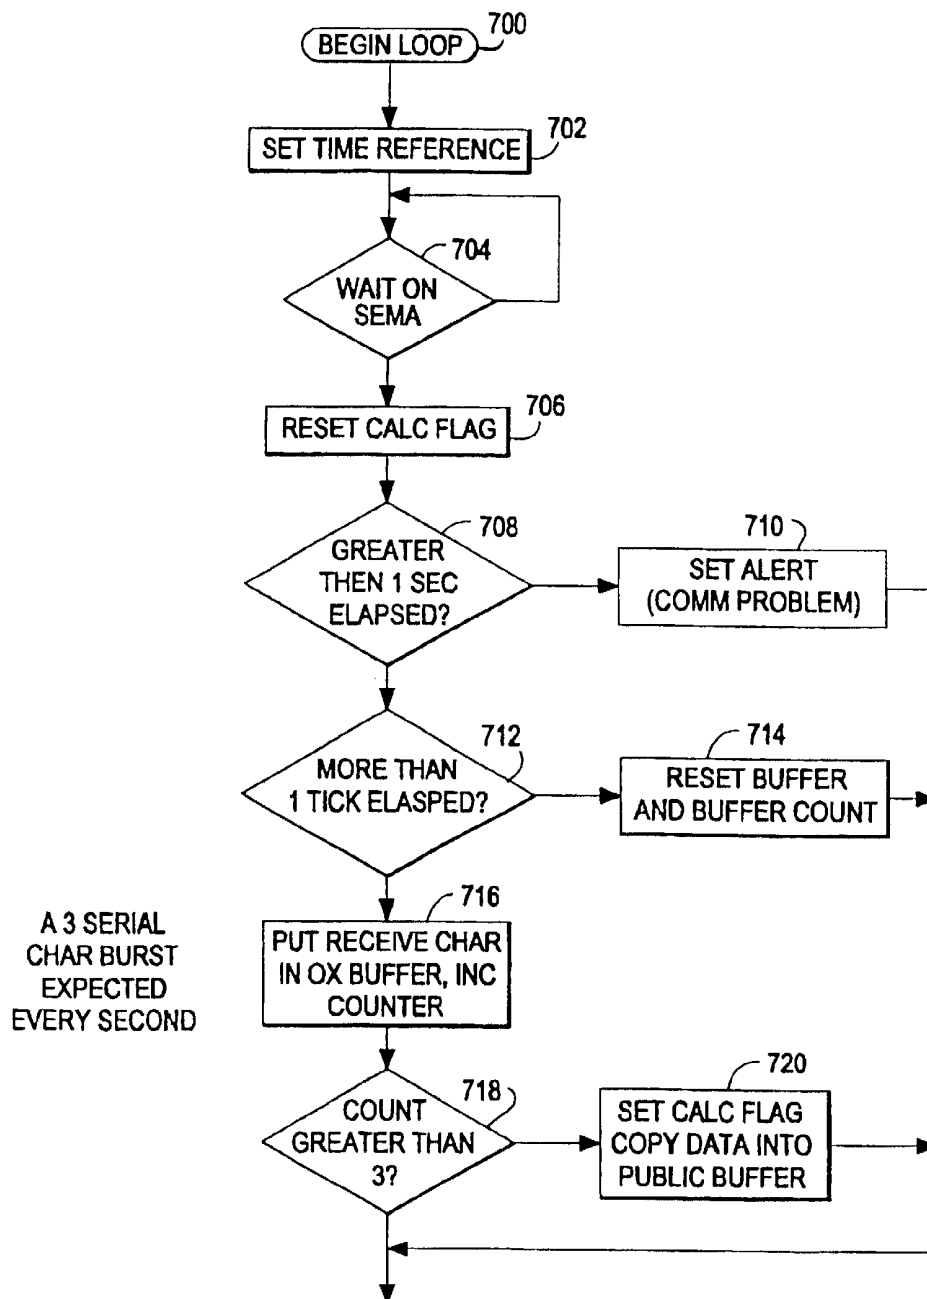 BEGIN LOOP
700
SET TIME REFERENCE
702
704
WAIT ON
SEMA
RESET CALC FLAG
706
708
GREATER
THEN 1 SEC
ELAPSED?
710
SET ALERT
(COMM PROBLEM)
712
MORE THAN
1 TICK ELASPED?
714
RESET BUFFER
AND BUFFER COUNT
A 3 SERIAL
CHAR BURST
EXPECTED
EVERY SECOND
716
PUT RECEIVE CHAR
IN OX BUFFER, INC
COUNTER
718
COUNT
GREATER THAN
3?
720
SET CALC FLAG
COPY DATA INTO
PUBLIC BUFFER